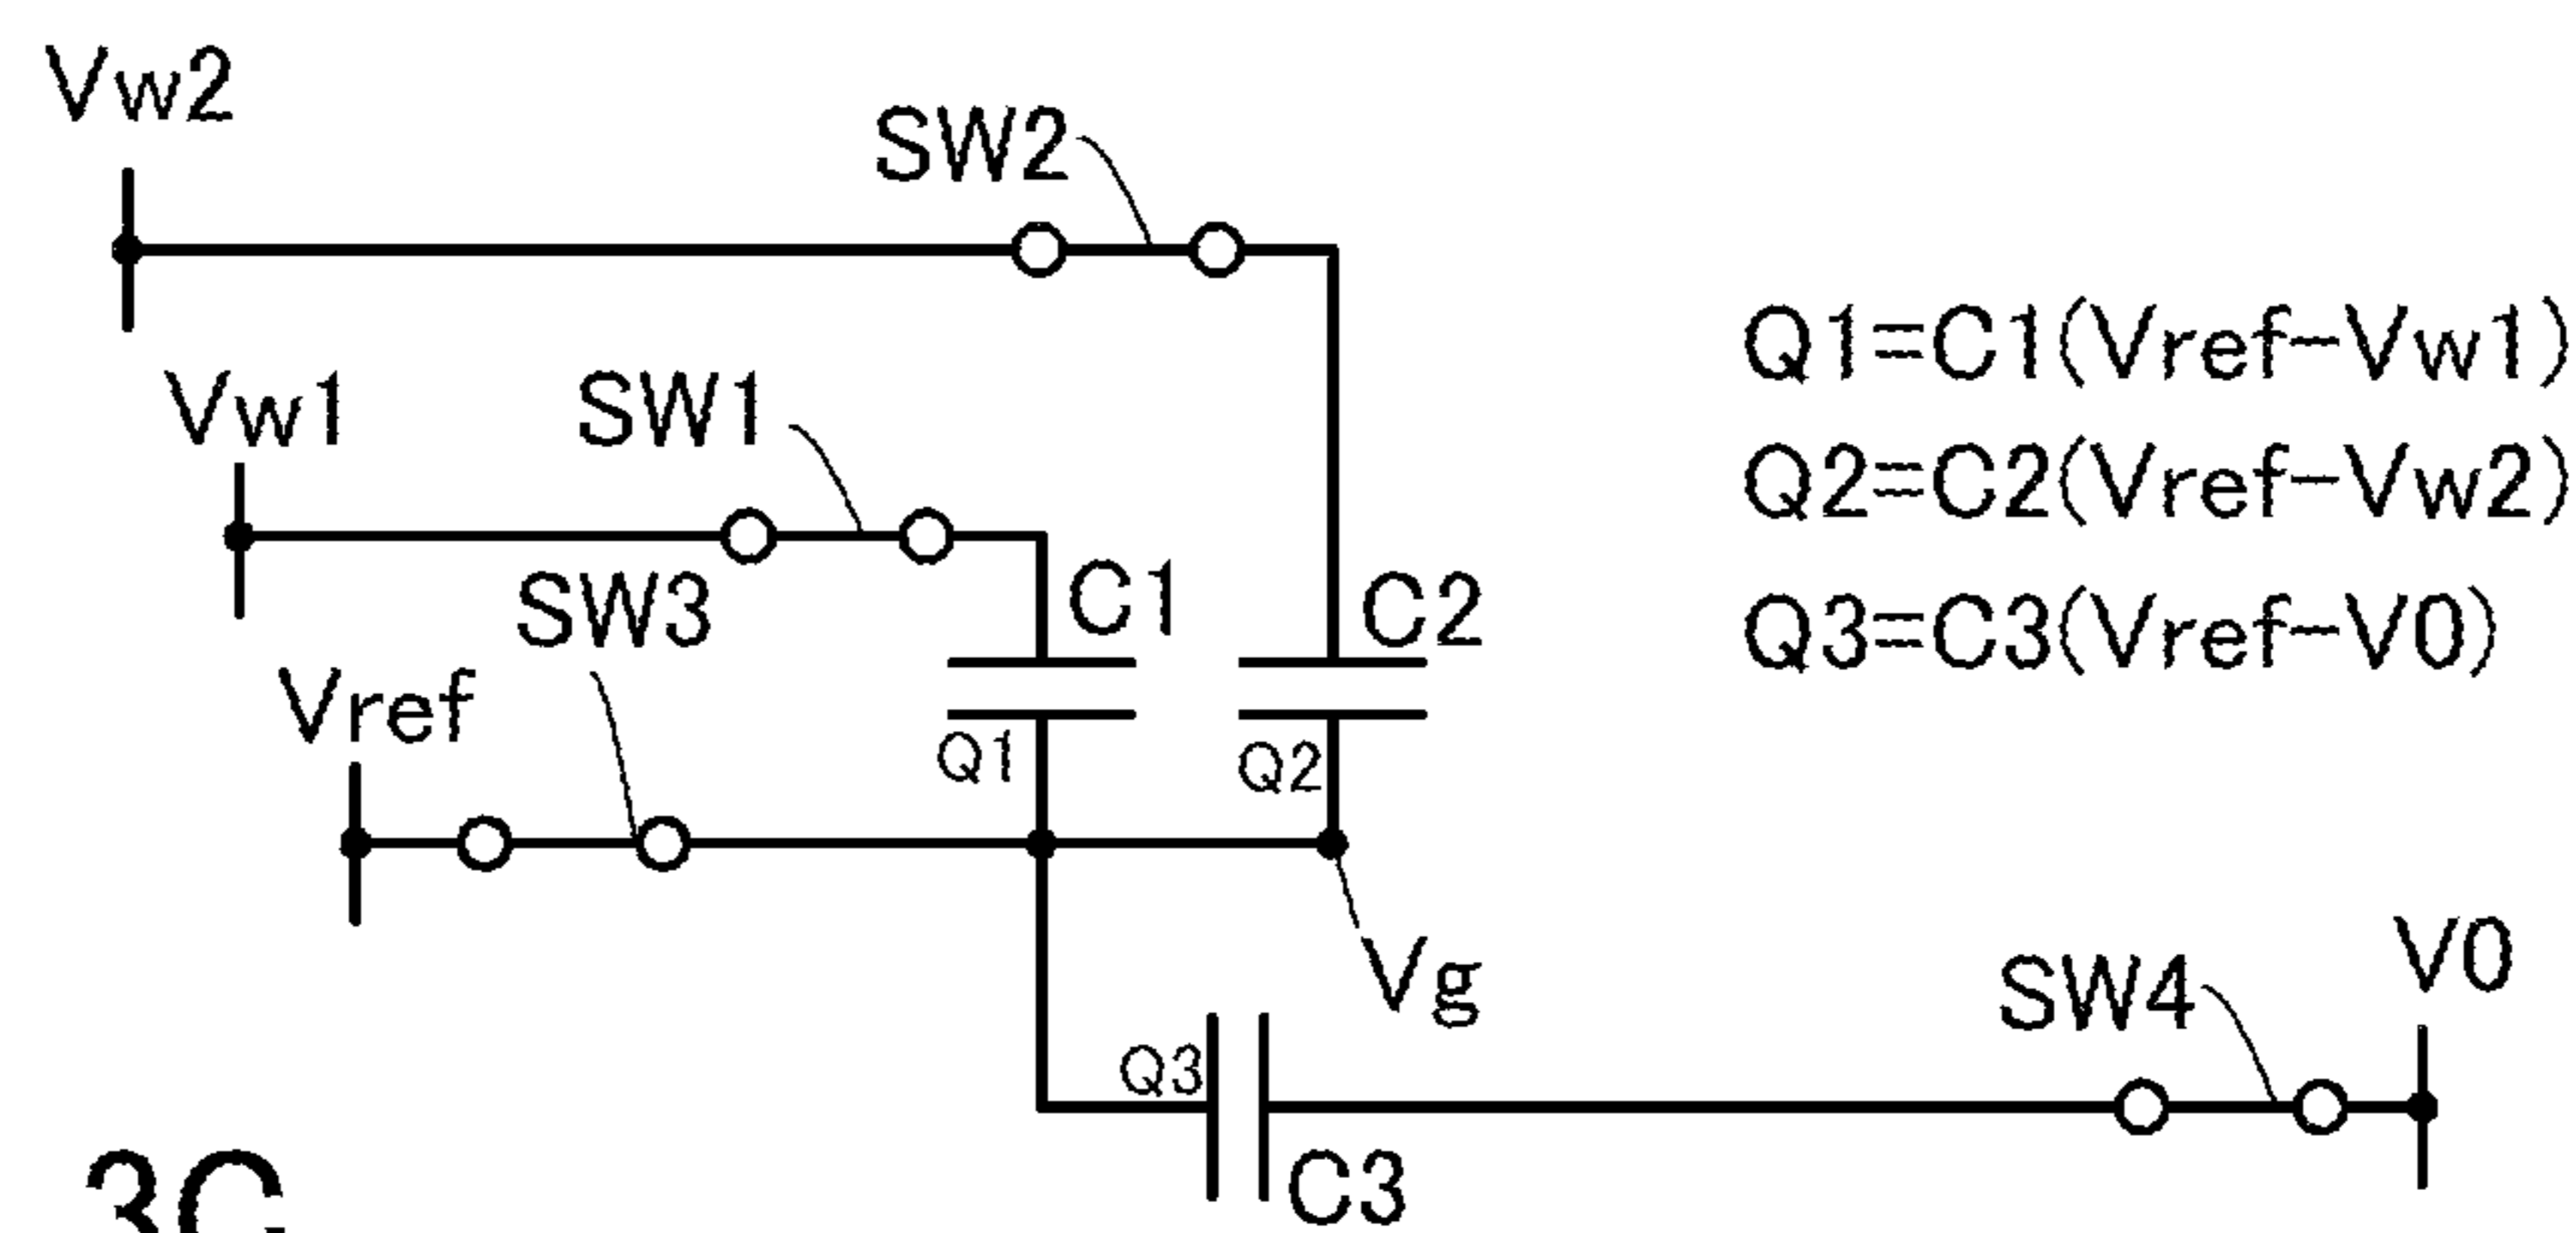 Vw2
SW2
Q1=C1(Vref-Vw1)
Vw1
SW1
Q2=C2(Vref-Vw2)
SW3
C1
C2
Q3=C3(Vref-V0)
Vref
Q1
Q2
Vg
SW4
V0
Q3
C3
3C